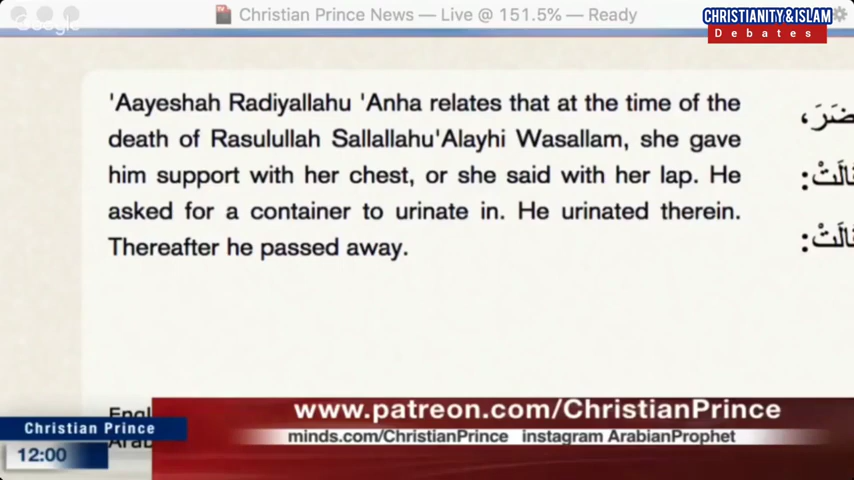 Christian Prince News — Live @ 151.5% — Ready
Google
CHRISTIANITY & ISLAM
Debates
'Aayeshah Radiyallahu 'Anha relates that at the time of the
death of Rasulullah Sallallahu'Alayhi Wasallam, she gave
him support with her chest, or she said with her lap. He
asked for a container to urinate in. He urinated therein.
Thereafter he passed away.
قَالَتْ:
قَالَتْ:
www.patreon.com/ChristianPrince
Christian Prince
minds.com/ChristianPrince instagram ArabianProphet
12:00